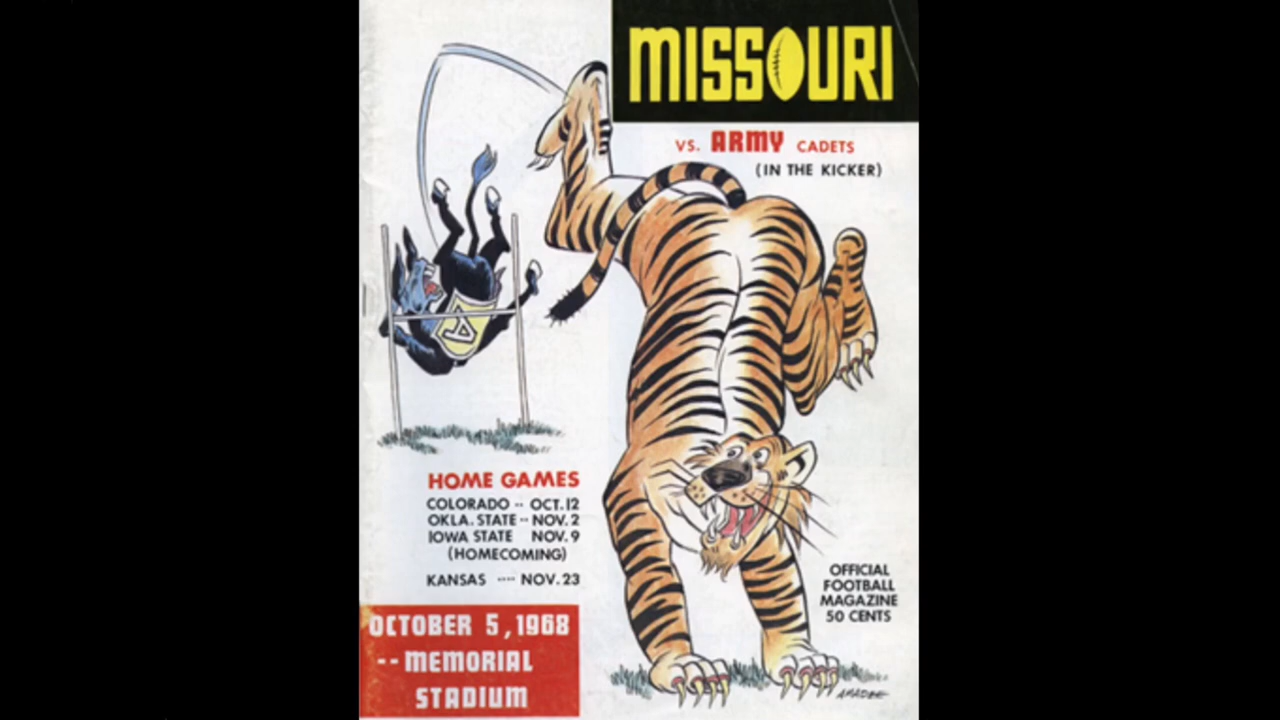 MISSOURI
VS. ARMY CADETS
(IN THE KICKER)
A
HOME GAMES
COLORADO -- OCT. 12
OKLA. STATE -- NOV. 2
IOWA STATE NOV. 9
(HOMECOMING)
KANSAS ---- NOV. 23
OCTOBER 5, 1968
-- MEMORIAL
STADIUM
OFFICIAL
FOOTBALL
MAGAZINE
50 CENTS
AMADEE